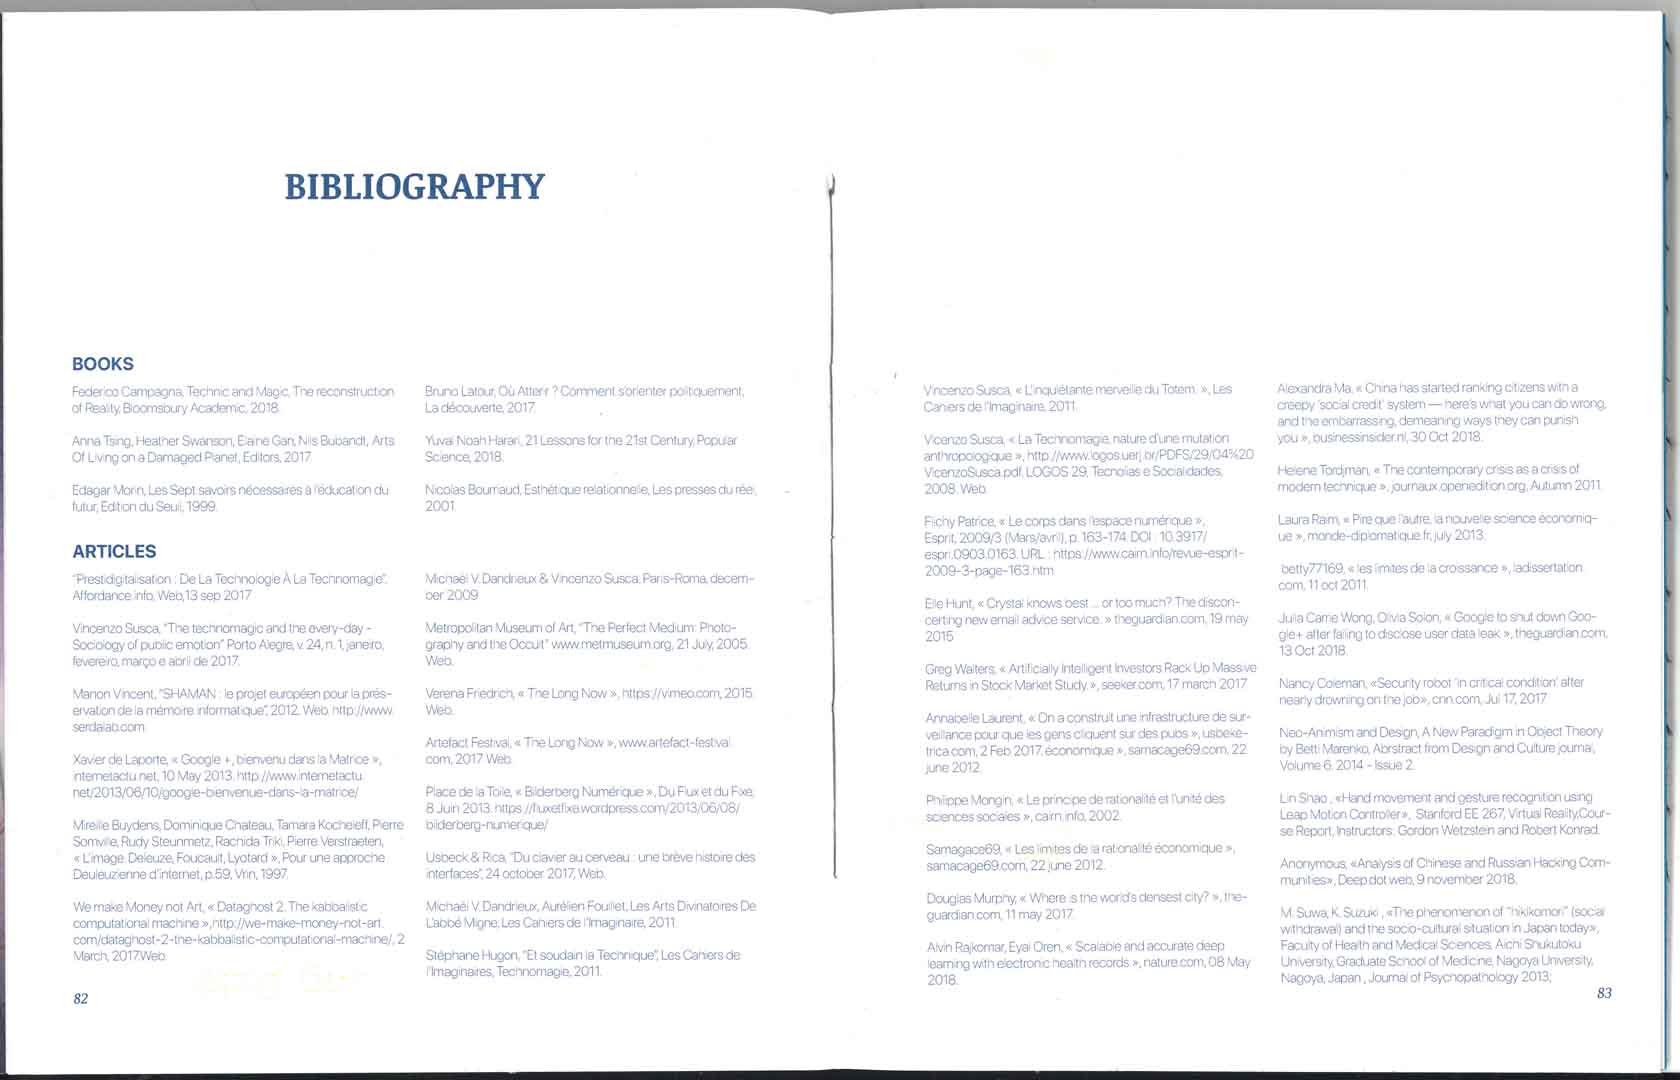 BIBLIOGRAPHY
BOOKS
Federico Campagna, Technic and Magic, The reconstruction
of Reality, Bloomsbury Academic, 2018.
Anna Tsing, Heather Swanson, Elaine Gan, Nils Bubandt, Arts
Of Living on a Damaged Planet, Editors, 2017
Edagar Morin, Les Sept savoirs nécessaires à l'éducation du
futur, Edition du Seuil, 1999.
Bruno Latour, Où Atterir ? Comment s'orienter politiquement,
La découverte, 2017.
Yuval Noah Harari, 21 Lessons for the 21st Century, Popular
Science, 2018.
Nicolas Bourriaud, Esthétique relationnelle, Les presses du réel,
2001.
ARTICLES
"Prestidigitalisation : De La Technologie À La Technomagie".
Affordance.info, Web,13 sep 2017
Vincenzo Susca, "The technomagic and the every-day -
Sociology of public emotion" Porto Alegre, v. 24, n. 1, janeiro,
fevereiro, março e abril de 2017.
Manon Vincent, "SHAMAN : le projet européen pour la prés-
ervation de la mémoire informatique", 2012. Web. http://www.
serdalab.com.
Xavier de Laporte, « Google +, bienvenu dans la Matrice »,
internetactu.net, 10 May 2013. http://www.internetactu.
net/2013/06/10/google-bienvenue-dans-la-matrice/
Mireille Buydens, Dominique Chateau, Tamara Kocheleff, Pierre
Somville, Rudy Steunmetz, Rachida Triki, Pierre Verstraeten,
« L'image. Deleuze, Foucault, Lyotard », Pour une approche
Deuleuzienne d'internet, p.59, Vrin, 1997.
We make Money not Art, « Dataghost 2. The kabbalistic
computational machine »,http://we-make-money-not-art.
com/dataghost-2-the-kabbalistic-computational-machine/, 2
March, 2017.Web.
Michaël V. Dandrieux & Vincenzo Susca, Paris-Roma, decem-
ber 2009
Metropolitan Museum of Art, "The Perfect Medium: Photo-
graphy and the Occult" www.metmuseum.org, 21 July, 2005.
Web.
Verena Friedrich, « The Long Now », https://vimeo.com, 2015.
Web.
Artefact Festival, « The Long Now », www.artefact-festival.
com, 2017 Web.
Place de la Toile, « Bilderberg Numérique », Du Flux et du Fixe,
8 Juin 2013. https://fluxetfixe.wordpress.com/2013/06/08/
bilderberg-numerique/
Usbeck & Rica, "Du clavier au cerveau : une brève histoire des
interfaces", 24 october 2017, Web.
Michaël V. Dandrieux, Aurélien Fouillet, Les Arts Divinatoires De
L'abbé Migne, Les Cahiers de l'Imaginaire, 2011.
Stéphane Hugon, "Et soudain la Technique", Les Cahiers de
l'Imaginaires, Technomagie, 2011.
82
Vincenzo Susca, « L'inquiétante merveille du Totem. », Les
Cahiers de l'Imaginaire, 2011.
Vicenzo Susca, « La Technomagie, nature d'une mutation
anthropologique », http://www.logos.uerj.br/PDFS/29/04%20
VicenzoSusca.pdf. LOGOS 29, Tecnolias e Socialidades,
2008. Web.
Flichy Patrice, « Le corps dans l'espace numérique »,
Esprit, 2009/3 (Mars/avril), p. 163-174. DOI : 10.3917/
espri.0903.0163. URL : https://www.cairn.info/revue-esprit-
2009-3-page-163.htm
Elle Hunt, « Crystal knows best ... or too much? The discon-
certing new email advice service. » theguardian.com, 19 may
2015
Greg Walters, « Artificially Intelligent Investors Rack Up Massive
Returns in Stock Market Study. », seeker.com, 17 march 2017
Annabelle Laurent, « On a construit une infrastructure de sur-
veillance pour que les gens cliquent sur des pubs », usbeke-
trica.com, 2 Feb 2017. économique », samacage69.com, 22
june 2012.
Philippe Mongin, « Le principe de rationalité et l'unité des
sciences sociales », cairn.info, 2002.
Samagace69, « Les limites de la rationalité économique »,
samacage69.com, 22 june 2012.
Douglas Murphy, « Where is the world's densest city? », the-
guardian.com, 11 may 2017.
Alvin Rajkomar, Eyal Oren, « Scalable and accurate deep
learning with electronic health records », nature.com, 08 May
2018.
Alexandra Ma, « China has started ranking citizens with a
creepy 'social credit' system — here's what you can do wrong,
and the embarrassing, demeaning ways they can punish
you », businessinsider.nl, 30 Oct 2018.
Helene Tordjman, « The contemporary crisis as a crisis of
modern technique », journaux.openedition.org, Autumn 2011.
Laura Raim, « Pire que l'autre, la nouvelle science économiq-
ue », monde-diplomatique.fr, july 2013.
betty77169, « les limites de la croissance », ladissertation.
com, 11 oct 2011.
Julia Carrie Wong, Olivia Solon, « Google to shut down Goo-
gle+ after failing to disclose user data leak », theguardian.com,
13 Oct 2018.
Nancy Coleman, «Security robot 'in critical condition' after
nearly drowning on the job», cnn.com, Jul 17, 2017
Neo-Animism and Design, A New Paradigm in Object Theory
by Betti Marenko, Abrstract from Design and Culture journal,
Volume 6, 2014 - Issue 2.
Lin Shao , «Hand movement and gesture recognition using
Leap Motion Controller», Stanford EE 267, Virtual Reality,Cour-
se Report, Instructors: Gordon Wetzstein and Robert Konrad.
Anonymous, «Analysis of Chinese and Russian Hacking Com-
munities», Deep.dot.web, 9 november 2018.
M. Suwa, K. Suzuki , «The phenomenon of "hikikomori" (social
withdrawal) and the socio-cultural situation in Japan today»,
Faculty of Health and Medical Sciences, Aichi Shukutoku
University, Graduate School of Medicine, Nagoya University,
Nagoya, Japan , Journal of Psychopathology 2013;
83